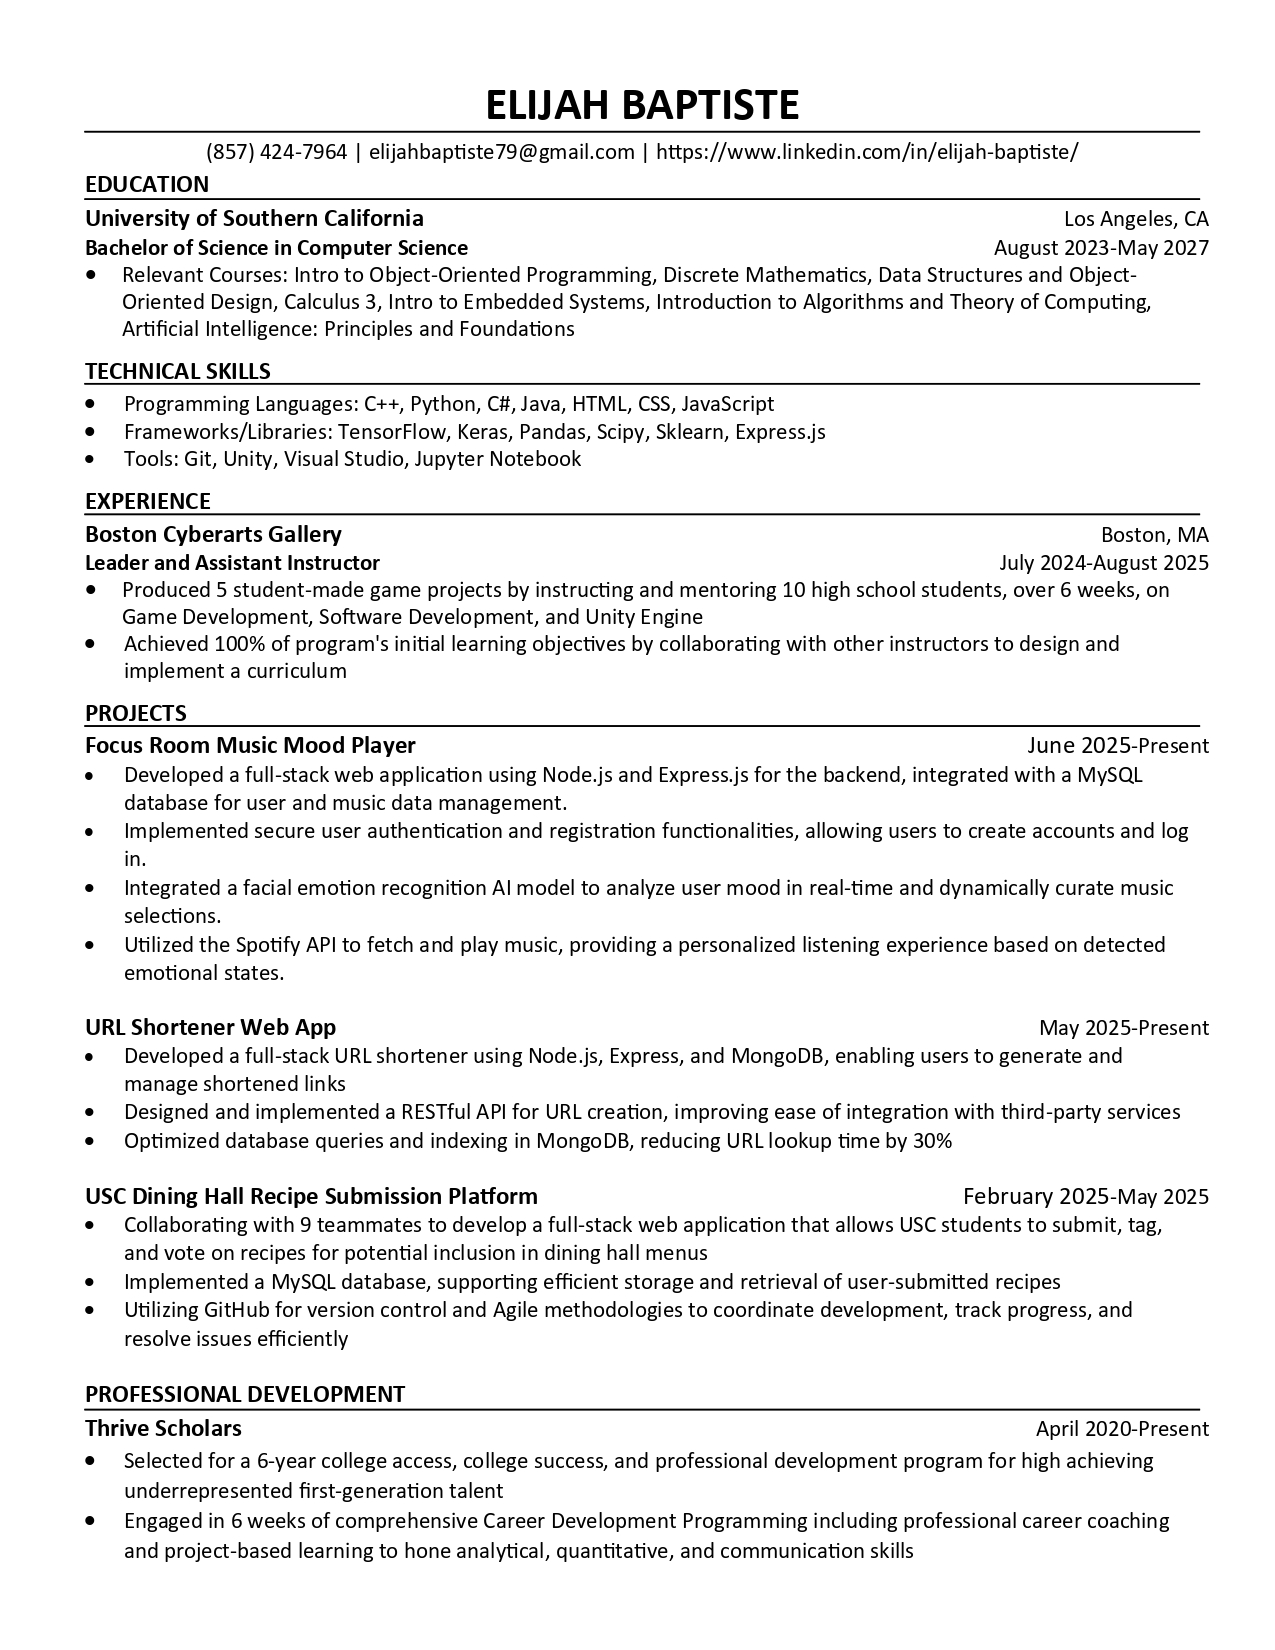 ELIJAH BAPTISTE
(857) 424-7964 | elijahbaptiste79@gmail.com | https://www.linkedin.com/in/elijah-baptiste/
EDUCATION
University of Southern California Los Angeles, CA
Bachelor of Science in Computer Science August 2023-May 2027
• Relevant Courses: Intro to Object-Oriented Programming, Discrete Mathematics, Data Structures and Object-
Oriented Design, Calculus 3, Intro to Embedded Systems, Introduction to Algorithms and Theory of Computing,
Artificial Intelligence: Principles and Foundations
TECHNICAL SKILLS
• Programming Languages: C++, Python, C#, Java, HTML, CSS, JavaScript
• Frameworks/Libraries: TensorFlow, Keras, Pandas, Scipy, Sklearn, Express.js
• Tools: Git, Unity, Visual Studio, Jupyter Notebook
EXPERIENCE
Boston Cyberarts Gallery Boston, MA
Leader and Assistant Instructor July 2024-August 2025
• Produced 5 student-made game projects by instructing and mentoring 10 high school students, over 6 weeks, on
Game Development, Software Development, and Unity Engine
• Achieved 100% of program's initial learning objectives by collaborating with other instructors to design and
implement a curriculum
PROJECTS
Focus Room Music Mood Player June 2025-Present
• Developed a full-stack web application using Node.js and Express.js for the backend, integrated with a MySQL
database for user and music data management.
• Implemented secure user authentication and registration functionalities, allowing users to create accounts and log
in.
• Integrated a facial emotion recognition AI model to analyze user mood in real-time and dynamically curate music
selections.
• Utilized the Spotify API to fetch and play music, providing a personalized listening experience based on detected
emotional states.
URL Shortener Web App May 2025-Present
• Developed a full-stack URL shortener using Node.js, Express, and MongoDB, enabling users to generate and
manage shortened links
• Designed and implemented a RESTful API for URL creation, improving ease of integration with third-party services
• Optimized database queries and indexing in MongoDB, reducing URL lookup time by 30%
USC Dining Hall Recipe Submission Platform February 2025-May 2025
• Collaborating with 9 teammates to develop a full-stack web application that allows USC students to submit, tag,
and vote on recipes for potential inclusion in dining hall menus
• Implemented a MySQL database, supporting efficient storage and retrieval of user-submitted recipes
• Utilizing GitHub for version control and Agile methodologies to coordinate development, track progress, and
resolve issues efficiently
PROFESSIONAL DEVELOPMENT
Thrive Scholars April 2020-Present
• Selected for a 6-year college access, college success, and professional development program for high achieving
underrepresented first-generation talent
• Engaged in 6 weeks of comprehensive Career Development Programming including professional career coaching
and project-based learning to hone analytical, quantitative, and communication skills